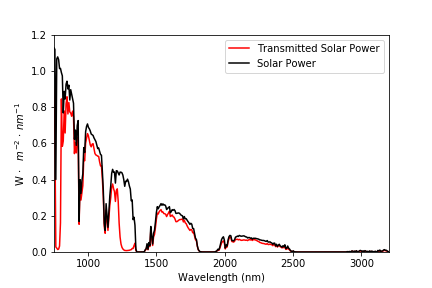 1.2
1.0
0.8
0.6
0.4
0.2
0.0
W · m⁻² · nm⁻¹
Transmitted Solar Power
Solar Power
1000 1500 2000 2500 3000
Wavelength (nm)